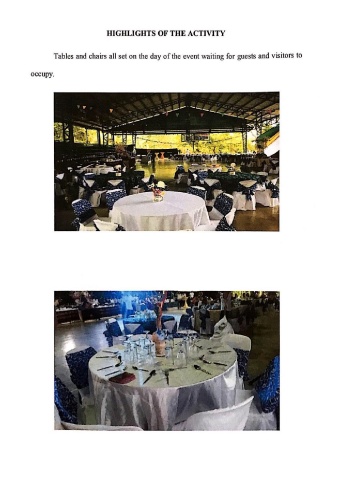 HIGHLIGHTS OF THE ACTIVITY
Tables and chairs all set on the day of the event waiting for guests and visitors to
occupy.